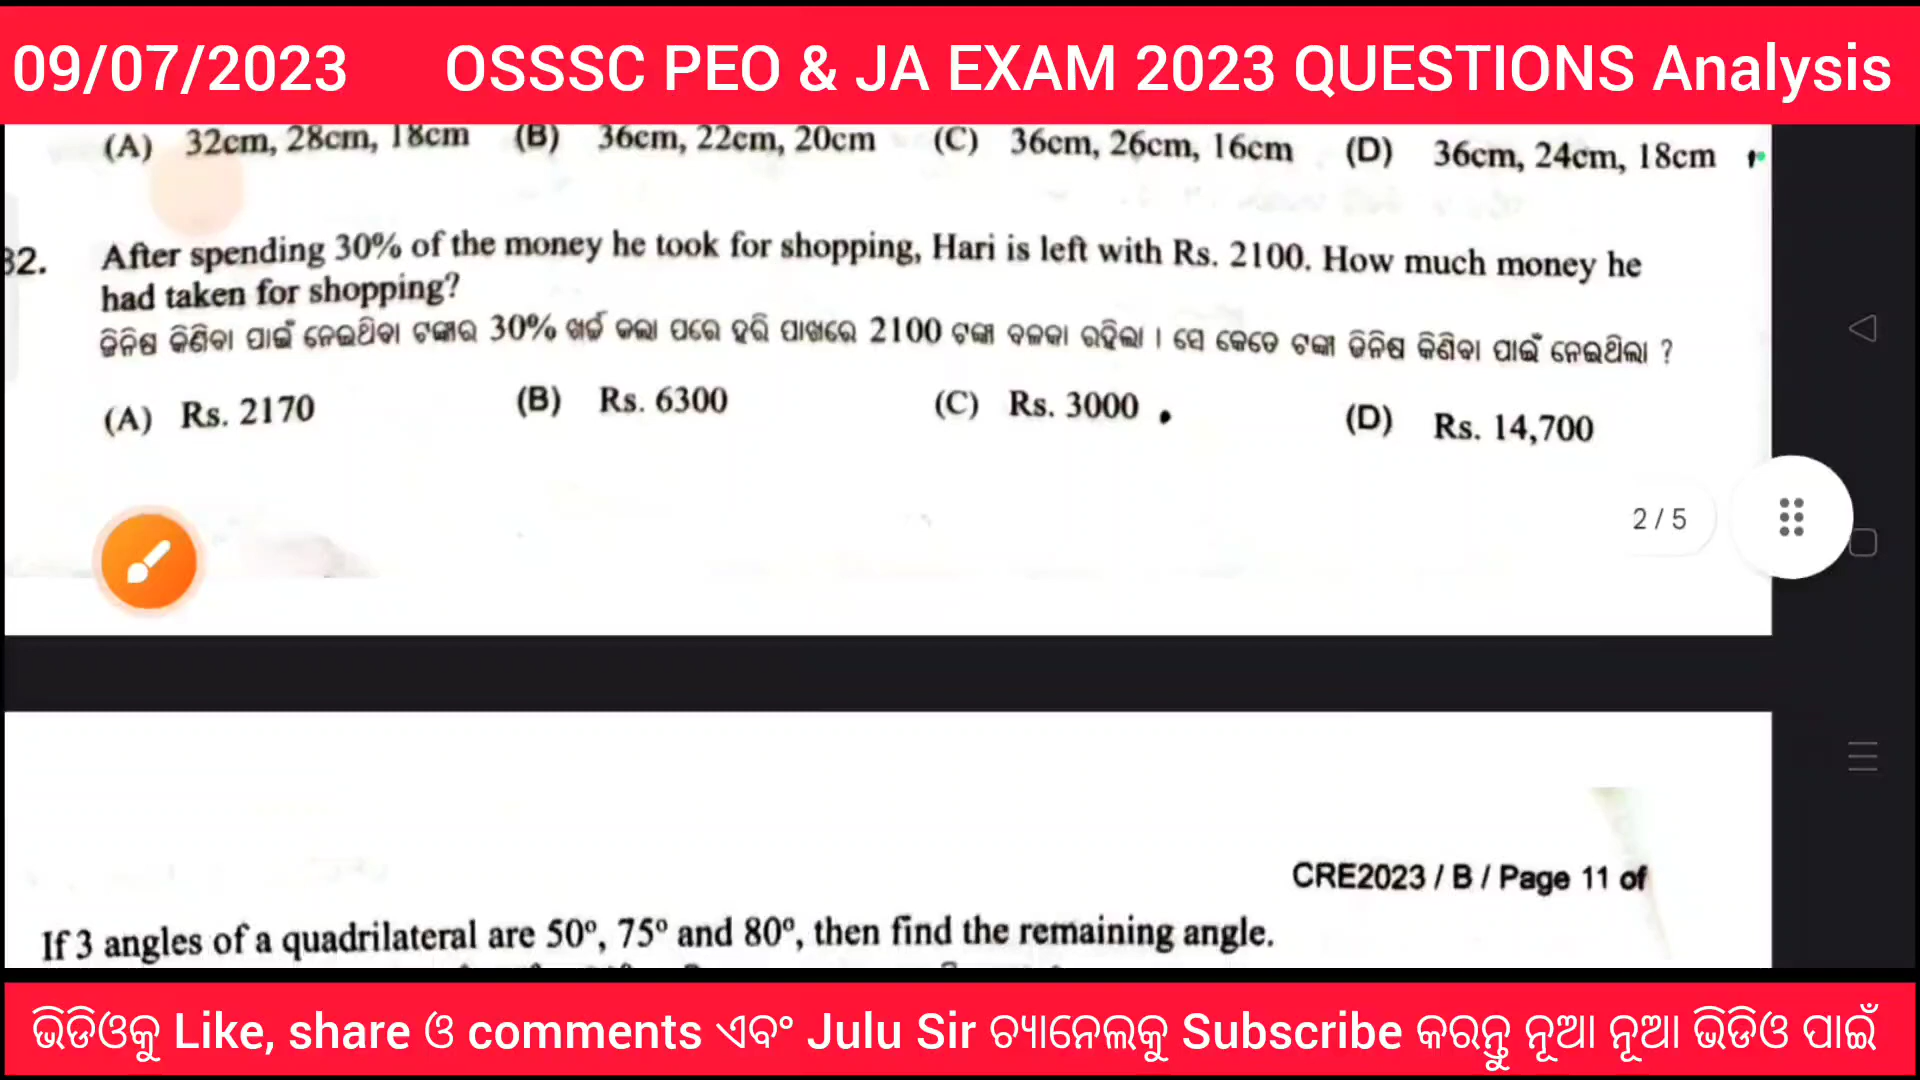 09/07/2023 OSSSC PEO & JA EXAM 2023 QUESTIONS Analysis
(A) 32cm, 28cm, 18cm (B) 36cm, 22cm, 20cm (C) 36cm, 26cm, 16cm (D) 36cm, 24cm, 18cm
32. After spending 30% of the money he took for shopping, Hari is left with Rs. 2100. How much money he
had taken for shopping?
ଜିନିଷ କିଣିବା ପାଇଁ ନେଇଥିବା ଟଙ୍କାର 30% ଖର୍ଚ୍ଚ କଲା ପରେ ହରି ପାଖରେ 2100 ଟଙ୍କା ବଳକା ରହିଲା । ସେ କେତେ ଟଙ୍କା ଜିନିଷ କିଣିବା ପାଇଁ ନେଇଥିଲା ?
(A) Rs. 2170 (B) Rs. 6300 (C) Rs. 3000 (D) Rs. 14,700
2 / 5
CRE2023 / B / Page 11 of
If 3 angles of a quadrilateral are 50º, 75º and 80º, then find the remaining angle.
ଭିଡିଓକୁ Like, share ଓ comments ଏବଂ Julu Sir ଚ୍ୟାନେଲକୁ Subscribe କରନ୍ତୁ ନୂଆ ନୂଆ ଭିଡିଓ ପାଇଁ